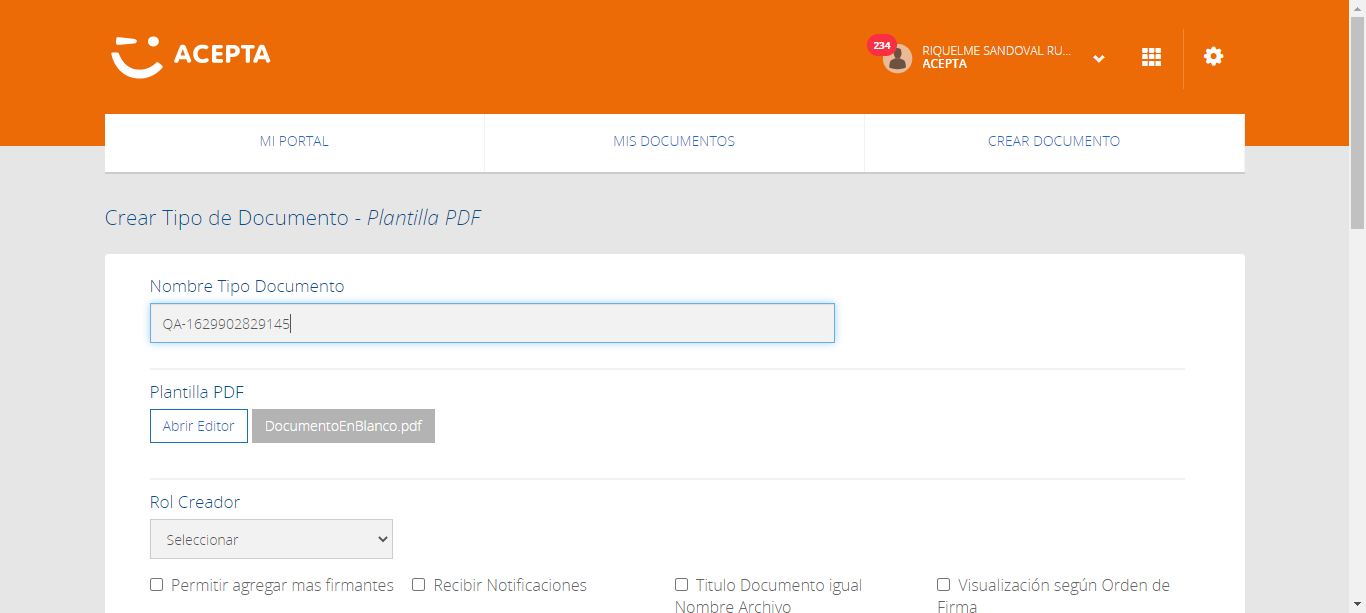 ACEPTA
234
RIQUELME SANDOVAL RU...
ACEPTA
MI PORTAL
MIS DOCUMENTOS
CREAR DOCUMENTO
Crear Tipo de Documento - Plantilla PDF
Nombre Tipo Documento
QA-1629902829145
Plantilla PDF
Abrir Editor
DocumentoEnBlanco.pdf
Rol Creador
Seleccionar
Permitir agregar mas firmantes
Recibir Notificaciones
Titulo Documento igual
Nombre Archivo
Visualización según Orden de
Firma